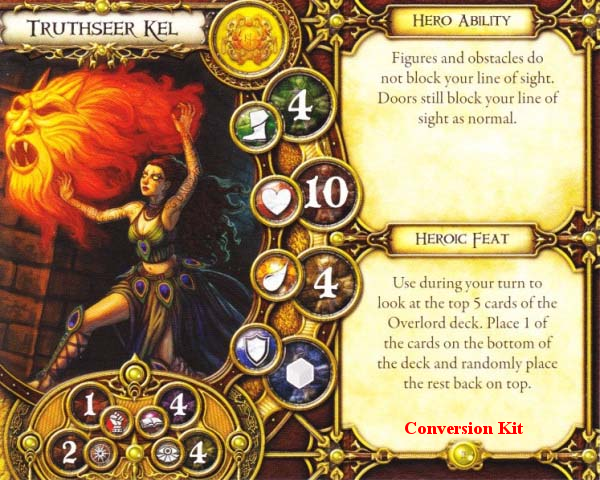 TRUTHSEER KEL
4
10
4
1
4
2
4
HERO ABILITY
Figures and obstacles do
not block your line of sight.
Doors still block your line of
sight as normal.
HEROIC FEAT
Use during your turn to
look at the top 5 cards of the
Overlord deck. Place 1 of
the cards on the bottom of
the deck and randomly place
the rest back on top.
Conversion Kit